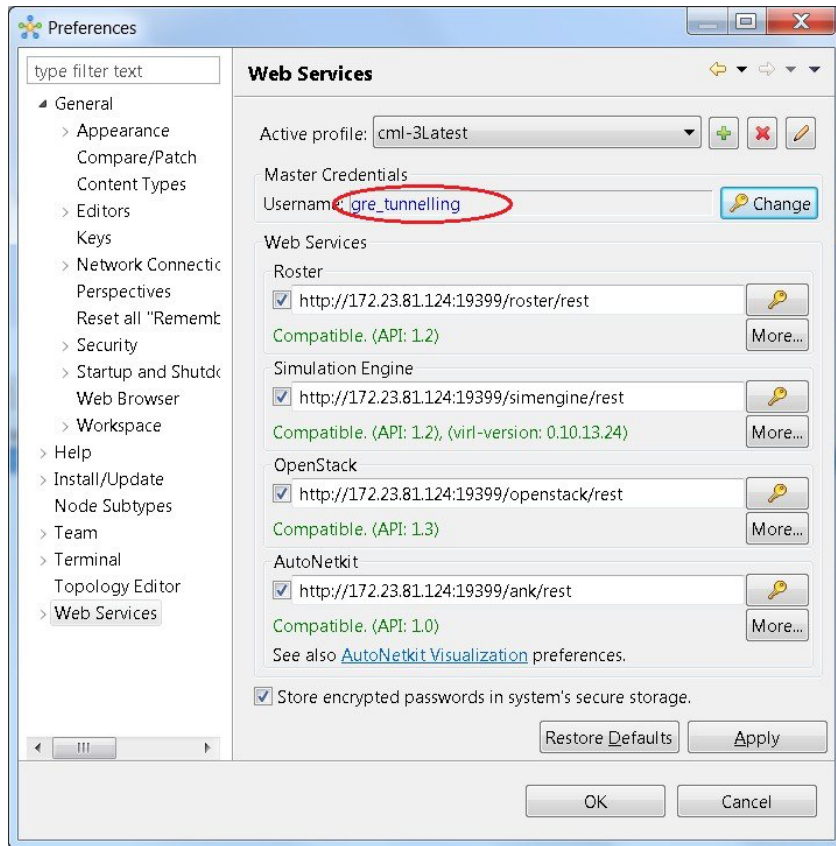 Preferences
type filter text
General
Appearance
Compare/Patch
Content Types
Editors
Keys
Network Connectic
Perspectives
Reset all "Rememb
Security
Startup and Shutdo
Web Browser
Workspace
Help
Install/Update
Node Subtypes
Team
Terminal
Topology Editor
Web Services
Web Services
Active profile: cml-3Latest
Master Credentials
Username: gre_tunnelling Change
Web Services
Roster
http://172.23.81.124:19399/roster/rest
Compatible. (API: 1.2) More...
Simulation Engine
http://172.23.81.124:19399/simengine/rest
Compatible. (API: 1.2), (virl-version: 0.10.13.24) More...
OpenStack
http://172.23.81.124:19399/openstack/rest
Compatible. (API: 1.3) More...
AutoNetkit
http://172.23.81.124:19399/ank/rest
Compatible. (API: 1.0) More...
See also AutoNetkit Visualization preferences.
Store encrypted passwords in system's secure storage.
Restore Defaults Apply
OK Cancel